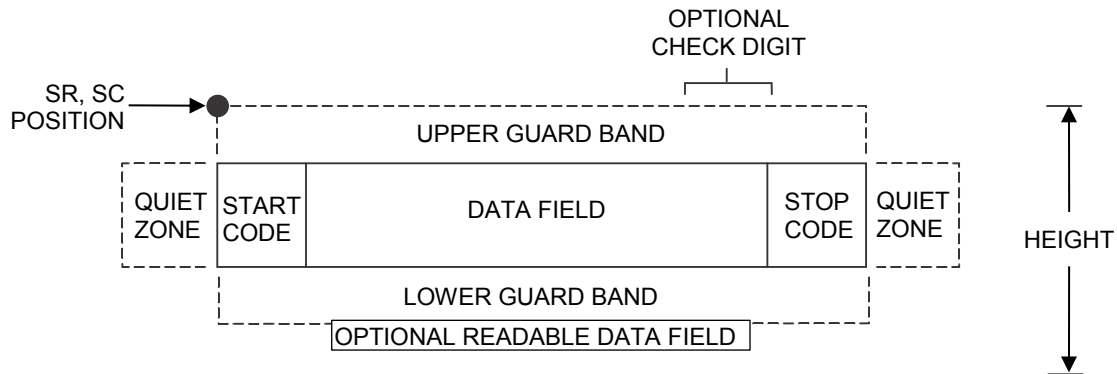 OPTIONAL
CHECK DIGIT
SR, SC
POSITION
UPPER GUARD BAND
QUIET
ZONE
START
CODE
DATA FIELD
STOP
CODE
QUIET
ZONE
HEIGHT
LOWER GUARD BAND
OPTIONAL READABLE DATA FIELD